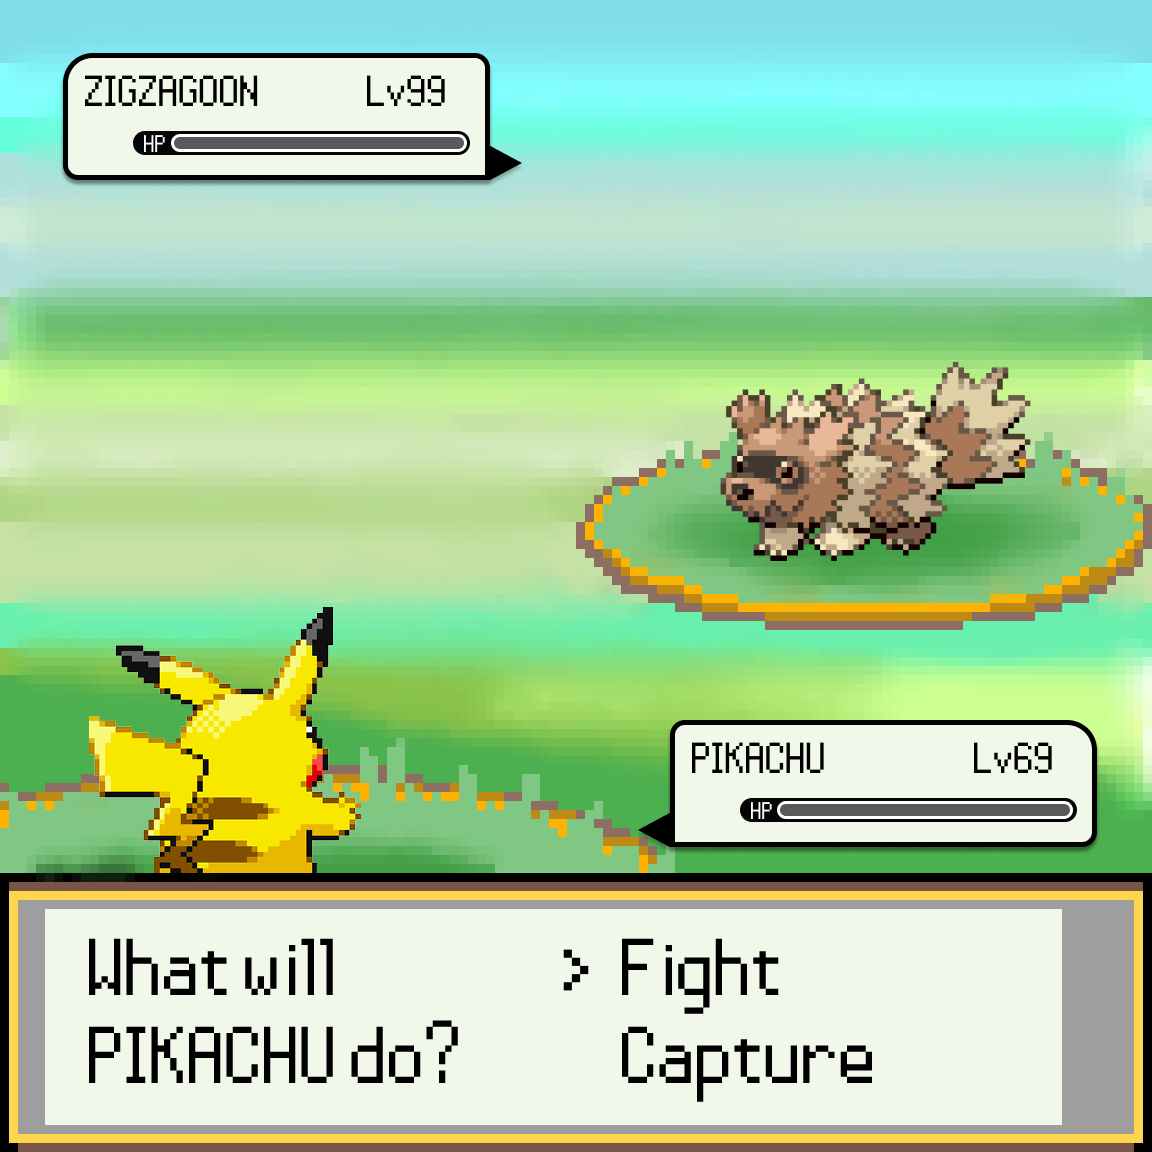 ZIGZAGOON Lv99
HP
PIKACHU Lv69
HP
What will > Fight
PIKACHU do? Capture